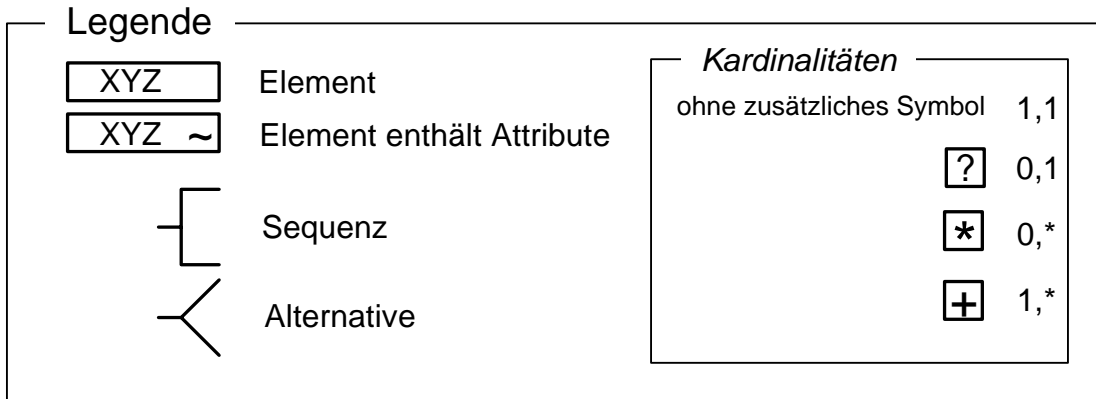 Legende
XYZ Element
XYZ ~ Element enthält Attribute
Sequenz
Alternative
Kardinalitäten
ohne zusätzliches Symbol 1,1
? 0,1
* 0,*
+ 1,*